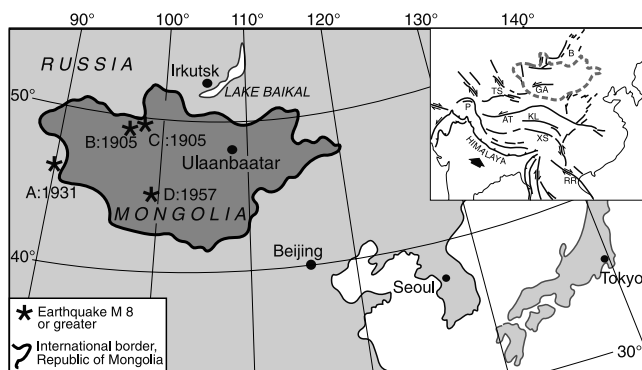 90°
100°
110°
120°
130°
140°
RUSSIA
Irkutsk
LAKE BAIKAL
50°
B:1905
C:1905
Ulaanbaatar
A:1931
D:1957
MONGOLIA
40°
Beijing
Seoul
Tokyo
30°
B
TS
GA
P
AT
KL
XS
HIMALAYA
RR
Earthquake M 8
or greater
International border,
Republic of Mongolia